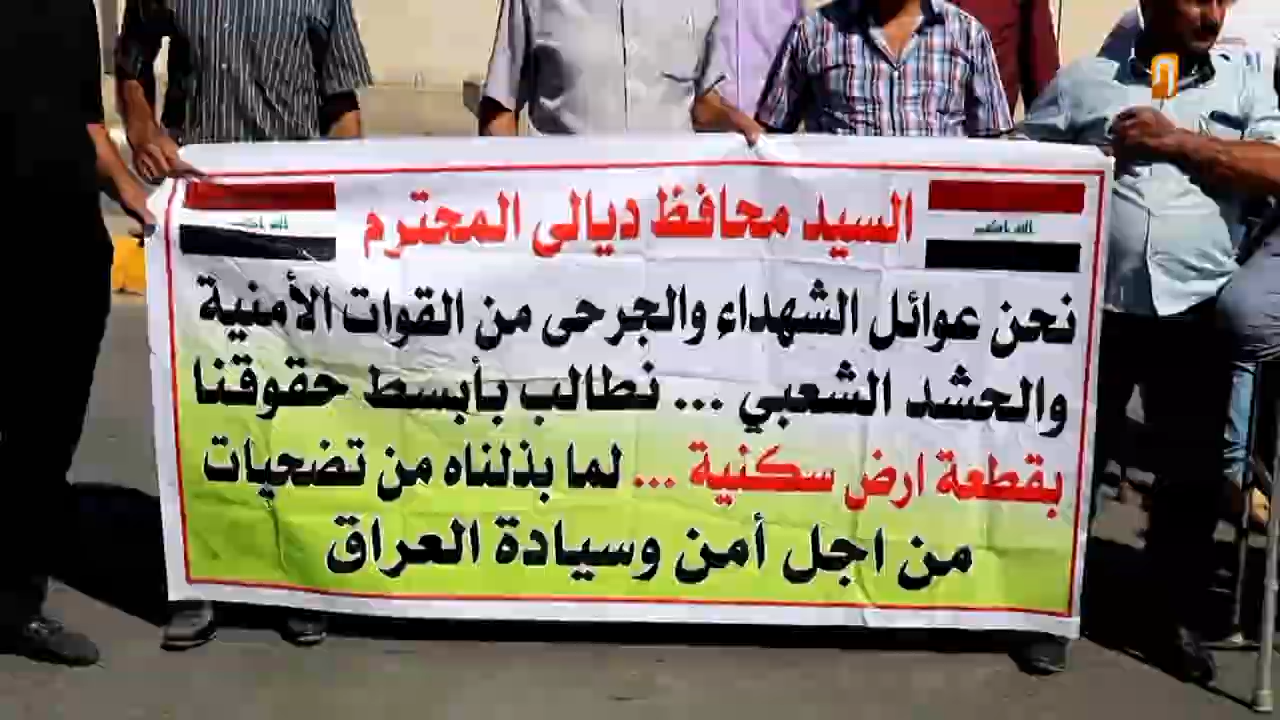 السيد محافظ ديالى المحترم
نحن عوائل الشهداء والجرحى من القوات الأمنية
والحشد الشعبي ... نطالب بأبسط حقوقنا
بقطعة ارض سكنية ... لما بذلناه من تضحيات
من اجل أمن وسيادة العراق